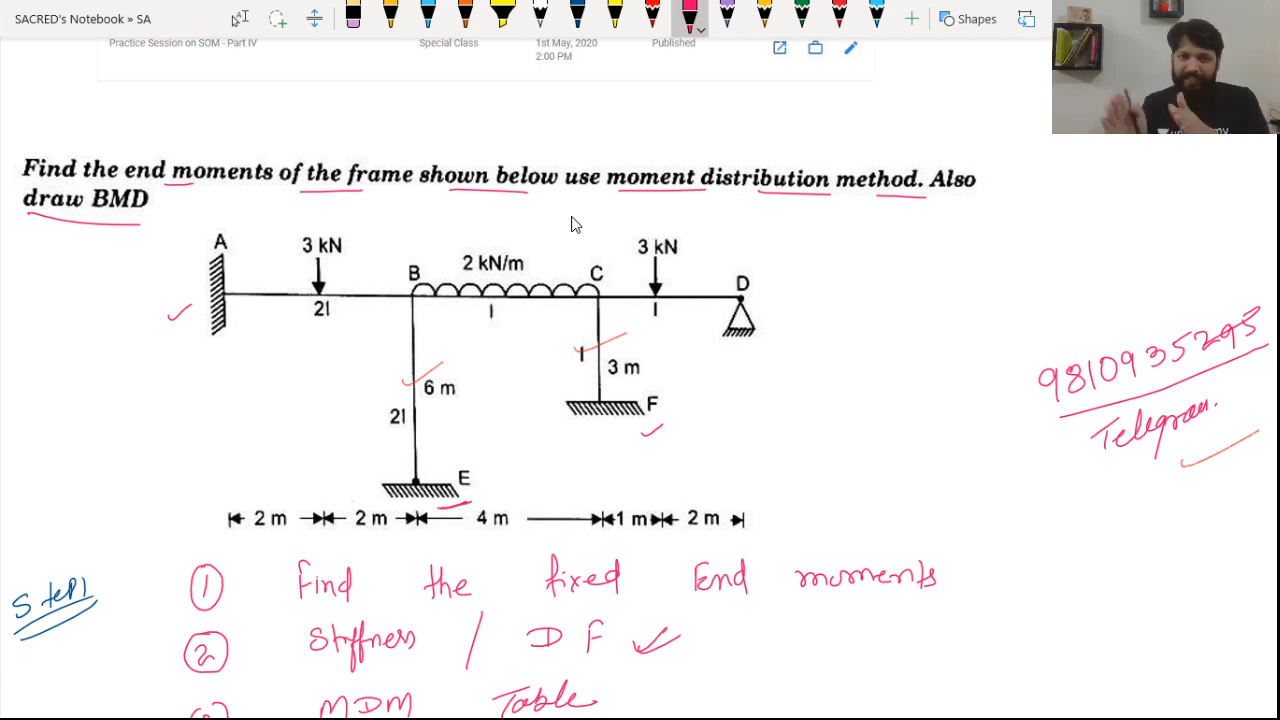 SACRED's Notebook » SA
Shapes
Practice Session on SOM - Part IV Special Class 1st May, 2020 Published
2:00 PM
Find the end moments of the frame shown below use moment distribution method. Also
draw BMD
A 3 kN 3 kN
B 2 kN/m C D
2I I I
I 3 m
6 m
F
2I
E
2 m 2 m 4 m 1 m 2 m
9810935295
Telegram.
Step1
1 Find the fixed End moments
2 Stiffness / D F
MDM Table